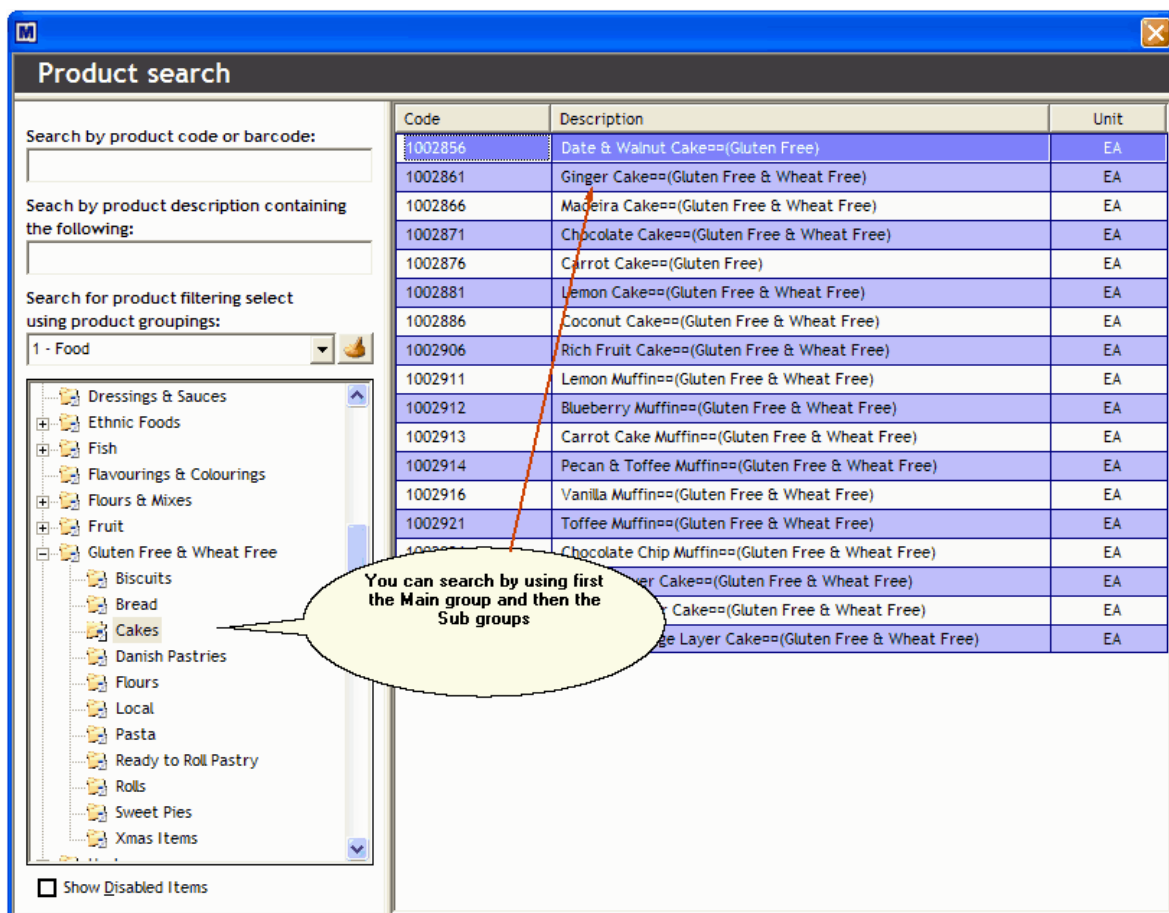 M
Product search
Search by product code or barcode:
Seach by product description containing
the following:
Search for product filtering select
using product groupings:
1 - Food
Dressings & Sauces
Ethnic Foods
Fish
Flavourings & Colourings
Flours & Mixes
Fruit
Gluten Free & Wheat Free
Biscuits
Bread
Cakes
Danish Pastries
Flours
Local
Pasta
Ready to Roll Pastry
Rolls
Sweet Pies
Xmas Items
Show Disabled Items
Code Description Unit
1002856 Date & Walnut Cake¤¤(Gluten Free) EA
1002861 Ginger Cake¤¤(Gluten Free & Wheat Free) EA
1002866 Madeira Cake¤¤(Gluten Free & Wheat Free) EA
1002871 Chocolate Cake¤¤(Gluten Free & Wheat Free) EA
1002876 Carrot Cake¤¤(Gluten Free) EA
1002881 Lemon Cake¤¤(Gluten Free & Wheat Free) EA
1002886 Coconut Cake¤¤(Gluten Free & Wheat Free) EA
1002906 Rich Fruit Cake¤¤(Gluten Free & Wheat Free) EA
1002911 Lemon Muffin¤¤(Gluten Free & Wheat Free) EA
1002912 Blueberry Muffin¤¤(Gluten Free & Wheat Free) EA
1002913 Carrot Cake Muffin¤¤(Gluten Free & Wheat Free) EA
1002914 Pecan & Toffee Muffin¤¤(Gluten Free & Wheat Free) EA
1002916 Vanilla Muffin¤¤(Gluten Free & Wheat Free) EA
1002921 Toffee Muffin¤¤(Gluten Free & Wheat Free) EA
Chocolate Chip Muffin¤¤(Gluten Free & Wheat Free) EA
Cake¤¤(Gluten Free & Wheat Free) EA
Cake¤¤(Gluten Free & Wheat Free) EA
Layer Cake¤¤(Gluten Free & Wheat Free) EA
You can search by using first
the Main group and then the
Sub groups